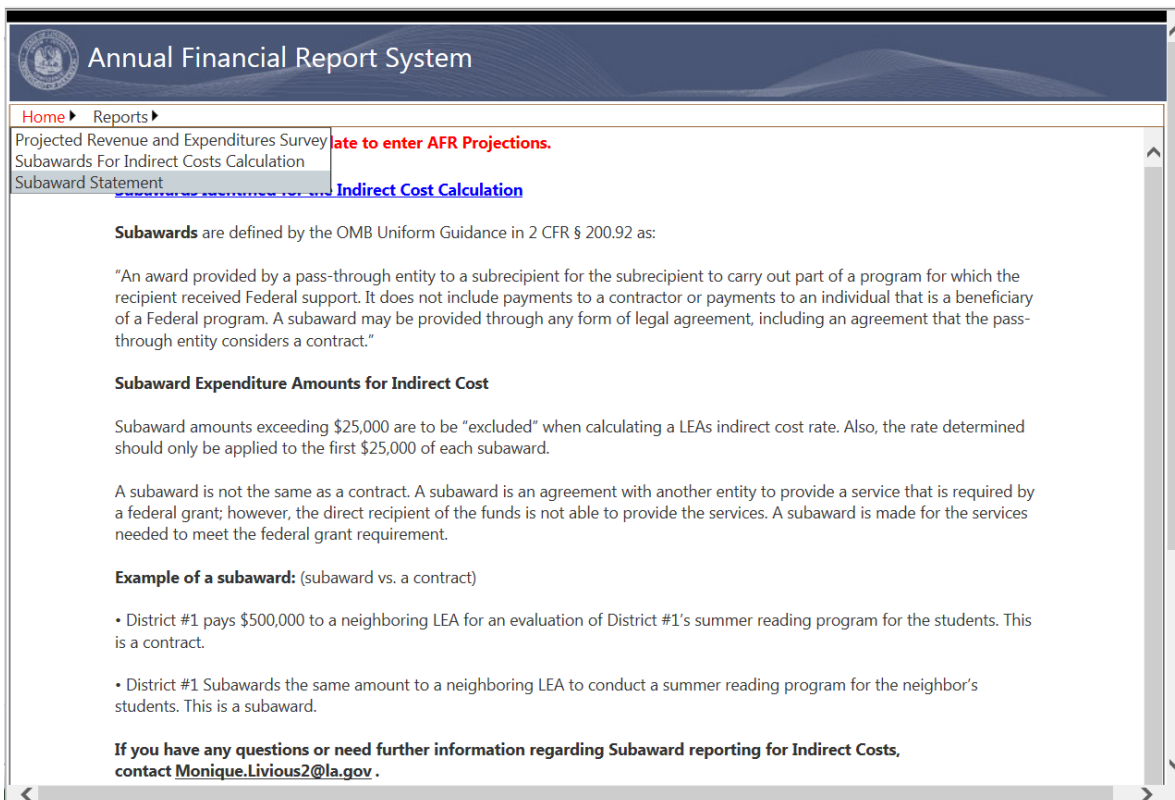 Annual Financial Report System
Home Reports
Projected Revenue and Expenditures Survey
late to enter AFR Projections.
Subawards For Indirect Costs Calculation
Subaward Statement
Subawards Identified for the Indirect Cost Calculation
Subawards are defined by the OMB Uniform Guidance in 2 CFR § 200.92 as:
“An award provided by a pass-through entity to a subrecipient for the subrecipient to carry out part of a program for which the
recipient received Federal support. It does not include payments to a contractor or payments to an individual that is a beneficiary
of a Federal program. A subaward may be provided through any form of legal agreement, including an agreement that the pass-
through entity considers a contract.”
Subaward Expenditure Amounts for Indirect Cost
Subaward amounts exceeding $25,000 are to be “excluded” when calculating a LEAs indirect cost rate. Also, the rate determined
should only be applied to the first $25,000 of each subaward.
A subaward is not the same as a contract. A subaward is an agreement with another entity to provide a service that is required by
a federal grant; however, the direct recipient of the funds is not able to provide the services. A subaward is made for the services
needed to meet the federal grant requirement.
Example of a subaward: (subaward vs. a contract)
• District #1 pays $500,000 to a neighboring LEA for an evaluation of District #1’s summer reading program for the students. This
is a contract.
• District #1 Subawards the same amount to a neighboring LEA to conduct a summer reading program for the neighbor’s
students. This is a subaward.
If you have any questions or need further information regarding Subaward reporting for Indirect Costs,
contact Monique.Livious2@la.gov .